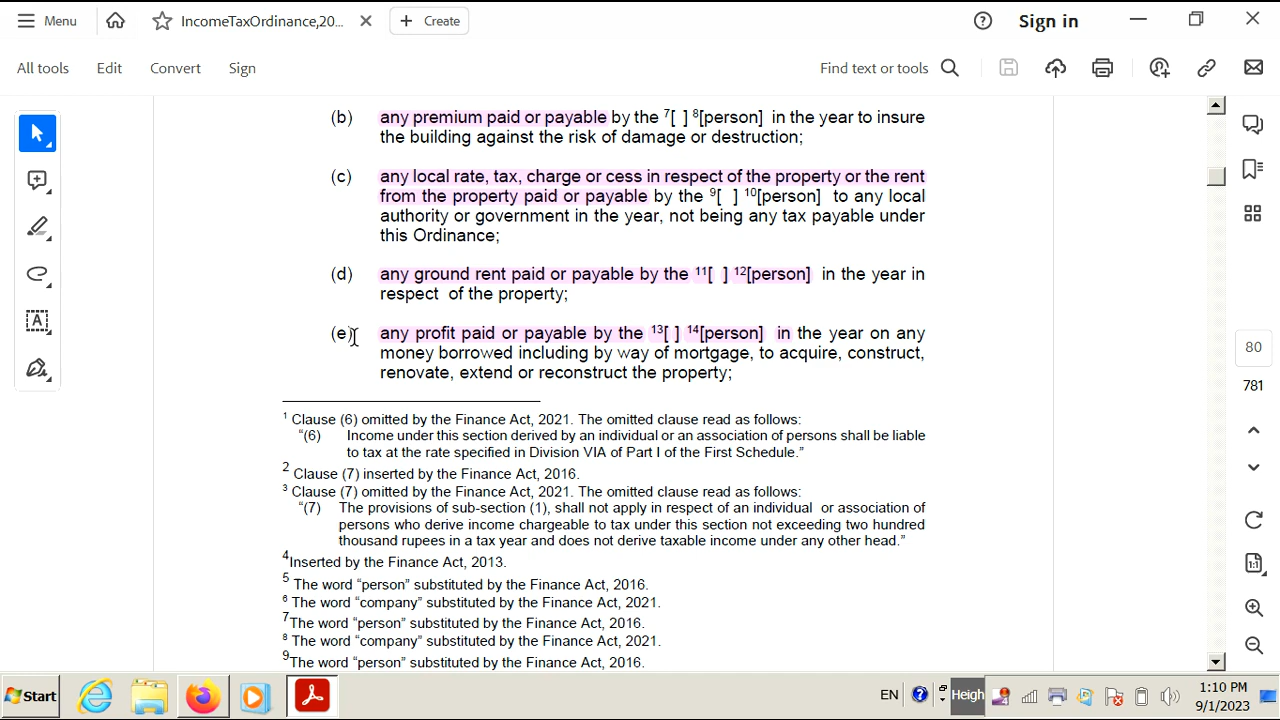 Menu IncomeTaxOrdinance,20... Create Sign in
All tools Edit Convert Sign Find text or tools
(b) any premium paid or payable by the 7[ ] 8[person] in the year to insure
the building against the risk of damage or destruction;
(c) any local rate, tax, charge or cess in respect of the property or the rent
from the property paid or payable by the 9[ ] 10[person] to any local
authority or government in the year, not being any tax payable under
this Ordinance;
(d) any ground rent paid or payable by the 11[ ] 12[person] in the year in
respect of the property;
(e) any profit paid or payable by the 13[ ] 14[person] in the year on any
money borrowed including by way of mortgage, to acquire, construct,
renovate, extend or reconstruct the property;
80
781
1 Clause (6) omitted by the Finance Act, 2021. The omitted clause read as follows:
“(6) Income under this section derived by an individual or an association of persons shall be liable
to tax at the rate specified in Division VIA of Part I of the First Schedule.”
2 Clause (7) inserted by the Finance Act, 2016.
3 Clause (7) omitted by the Finance Act, 2021. The omitted clause read as follows:
“(7) The provisions of sub-section (1), shall not apply in respect of an individual or association of
persons who derive income chargeable to tax under this section not exceeding two hundred
thousand rupees in a tax year and does not derive taxable income under any other head.”
4Inserted by the Finance Act, 2013.
5 The word “person” substituted by the Finance Act, 2016.
6 The word “company” substituted by the Finance Act, 2021.
7The word “person” substituted by the Finance Act, 2016.
8 The word “company” substituted by the Finance Act, 2021.
9The word “person” substituted by the Finance Act, 2016.
1:1
Start EN Heigh 1:10 PM
9/1/2023